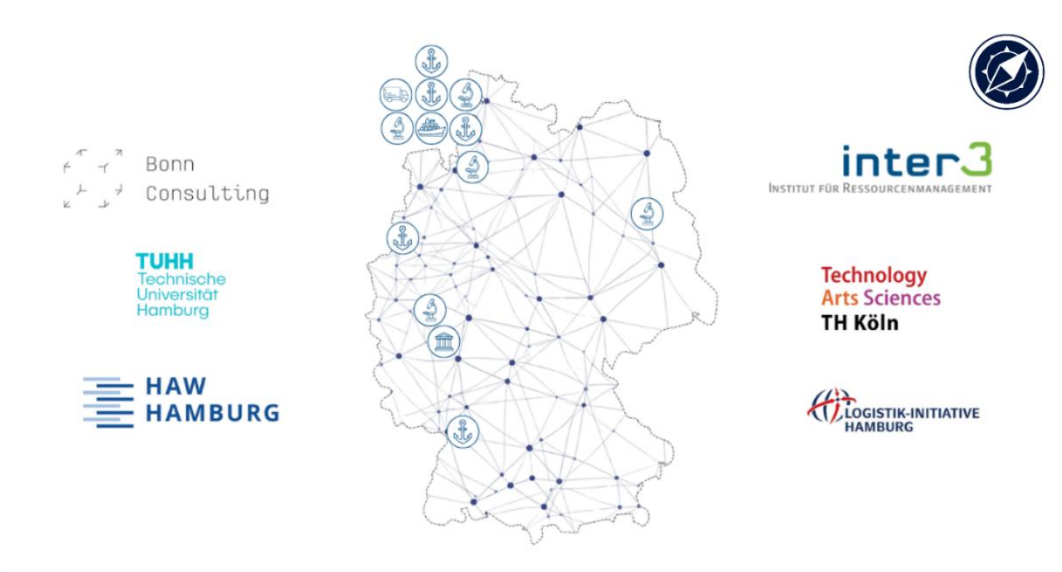 Bonn
Consulting
TUHH
Technische
Universität
Hamburg
HAW
HAMBURG
inter3
INSTITUT FÜR RESSOURCENMANAGEMENT
Technology
Arts Sciences
TH Köln
LOGISTIK-INITIATIVE
HAMBURG